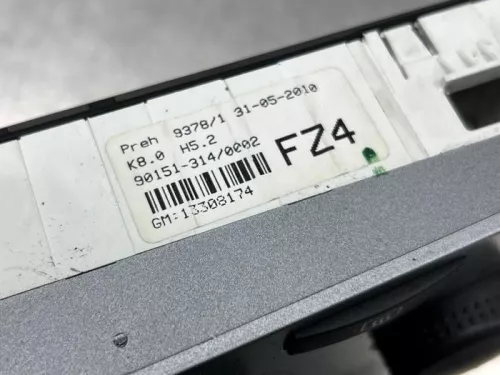 Preh 9378/1 31-05-2010
K8.0 H5.2
90151-314/0002
FZ4
GM:13308174